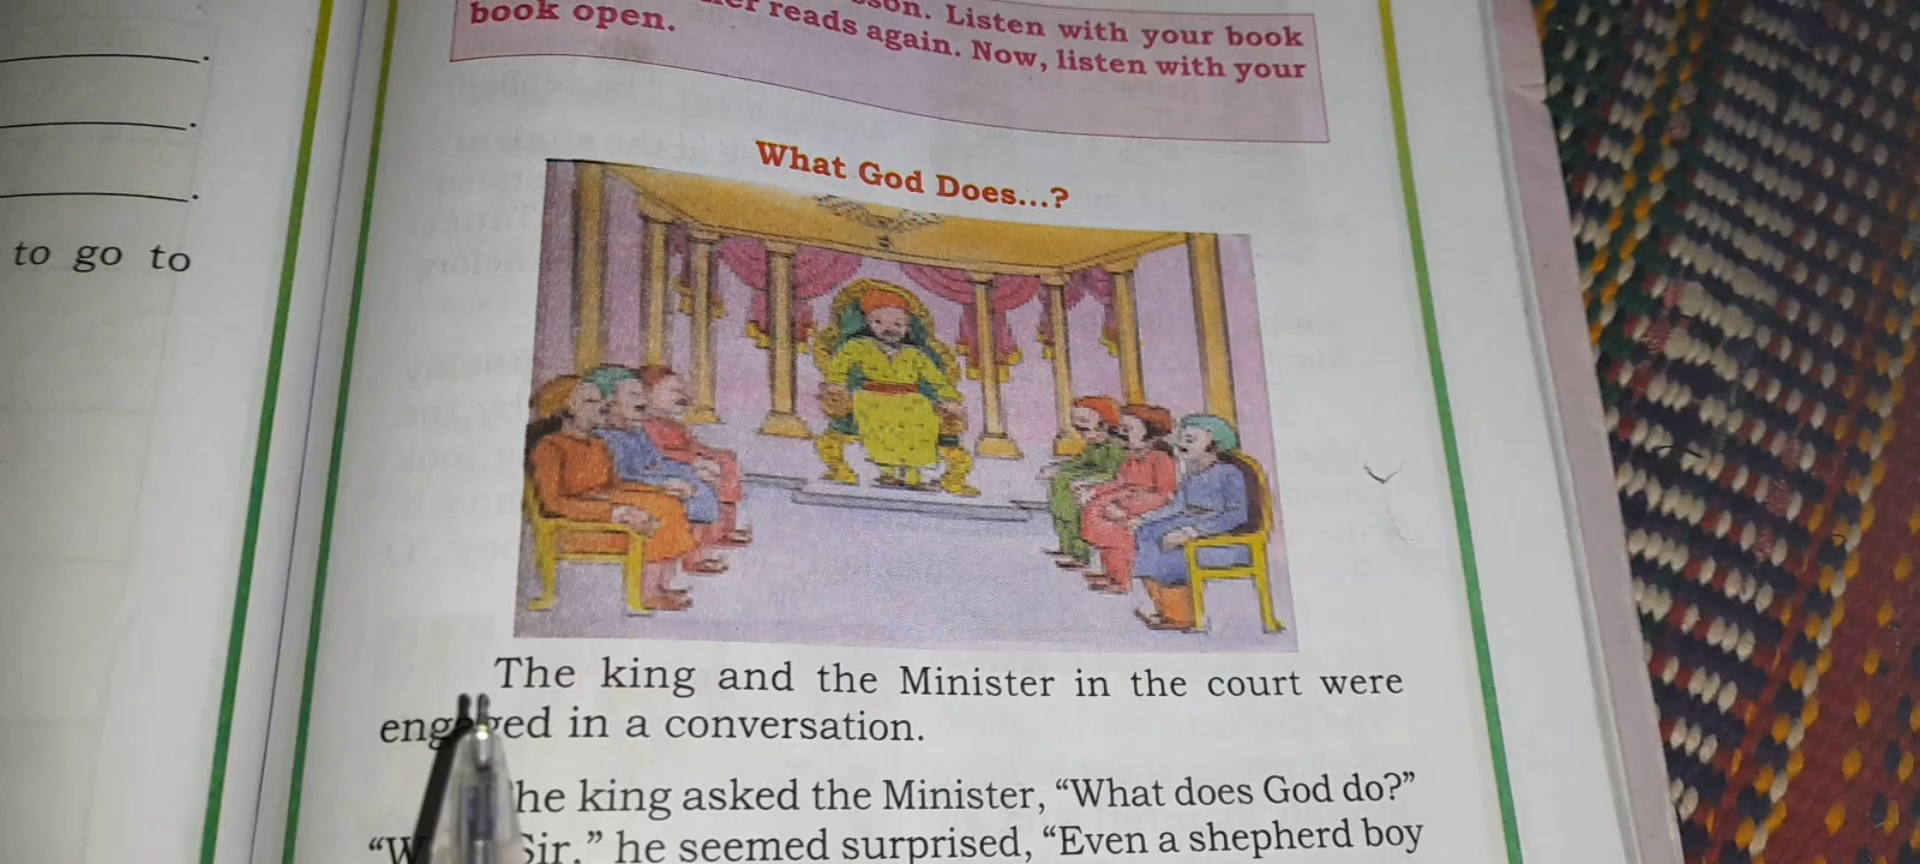 to go to
son. Listen with your book
reads again. Now, listen with your
book open.
What God Does...?
The king and the Minister in the court were
engaged in a conversation.
he king asked the Minister, “What does God do?”
Sir,” he seemed surprised, “Even a shepherd boy